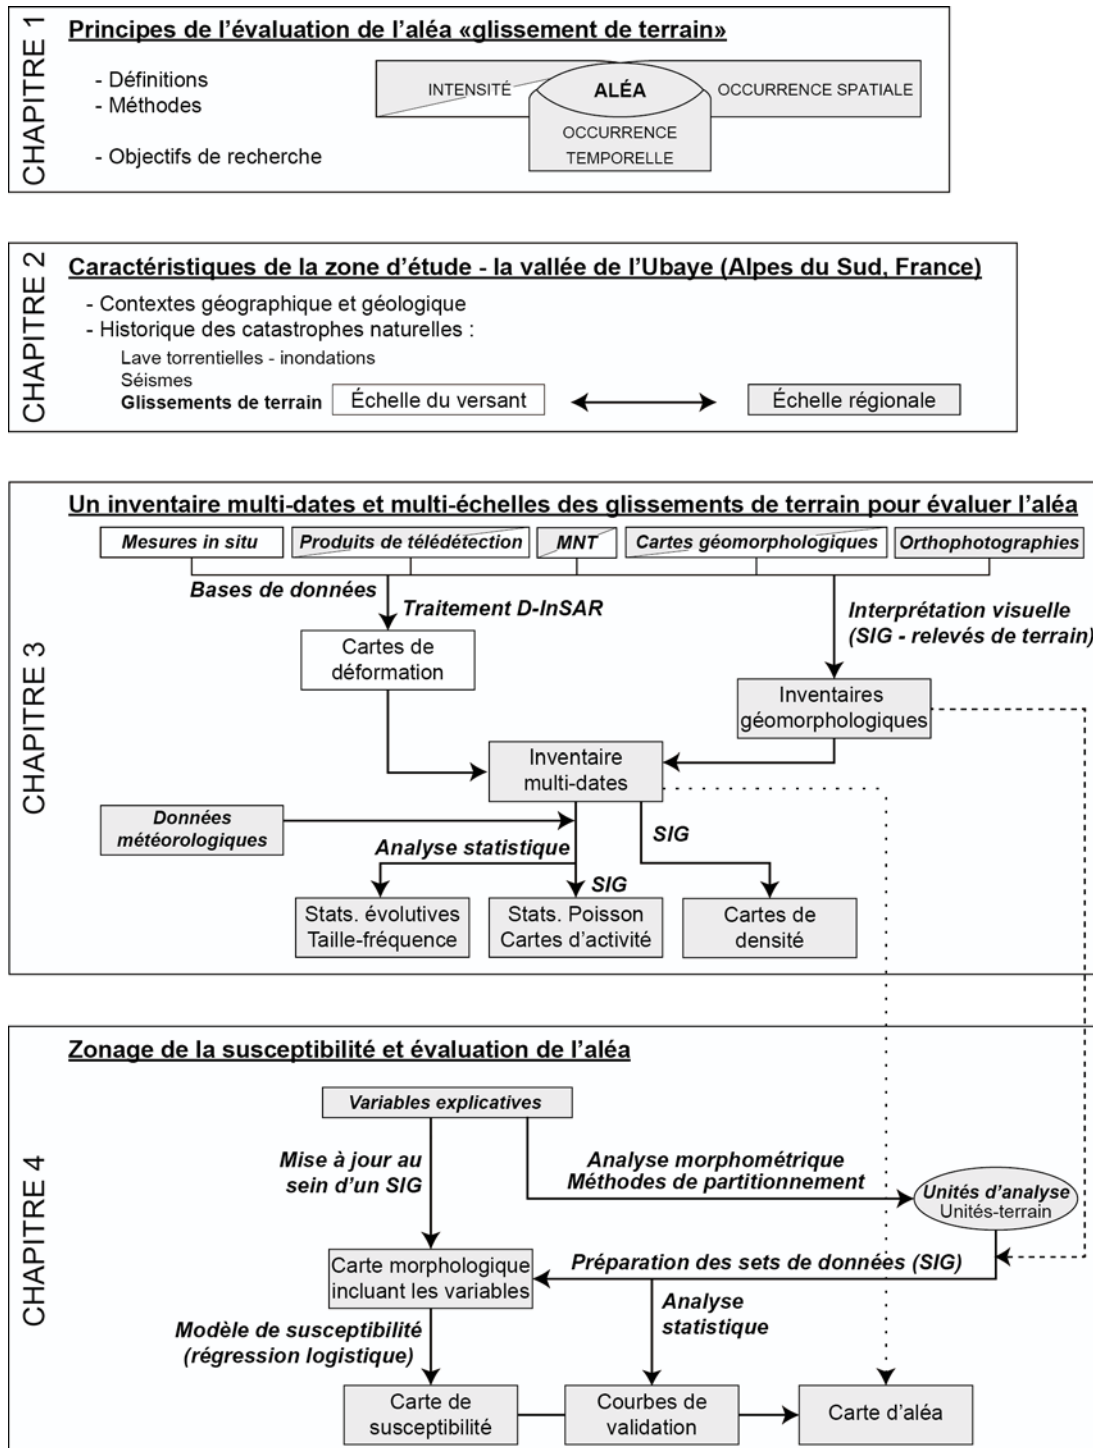 CHAPITRE 1
Principes de l'évaluation de l'aléa «glissement de terrain»
- Définitions
- Méthodes
- Objectifs de recherche
INTENSITÉ
ALÉA
OCCURRENCE SPATIALE
OCCURRENCE
TEMPORELLE
CHAPITRE 2
Caractéristiques de la zone d'étude - la vallée de l'Ubaye (Alpes du Sud, France)
- Contextes géographique et géologique
- Historique des catastrophes naturelles :
Lave torrentielles - inondations
Séismes
Glissements de terrain
Échelle du versant
Échelle régionale
CHAPITRE 3
Un inventaire multi-dates et multi-échelles des glissements de terrain pour évaluer l'aléa
Mesures in situ
Produits de télédétection
MNT
Cartes géomorphologiques
Orthophotographies
Bases de données
Traitement D-InSAR
Interprétation visuelle
(SIG - relevés de terrain)
Cartes de
déformation
Inventaires
géomorphologiques
Inventaire
multi-dates
Données
météorologiques
Analyse statistique
SIG
SIG
Stats. évolutives
Taille-fréquence
Stats. Poisson
Cartes d'activité
Cartes de
densité
CHAPITRE 4
Zonage de la susceptibilité et évaluation de l'aléa
Variables explicatives
Mise à jour au
sein d'un SIG
Analyse morphométrique
Méthodes de partitionnement
Unités d'analyse
Unités-terrain
Préparation des sets de données (SIG)
Carte morphologique
incluant les variables
Analyse
statistique
Modèle de susceptibilité
(régression logistique)
Carte de
susceptibilité
Courbes de
validation
Carte d'aléa